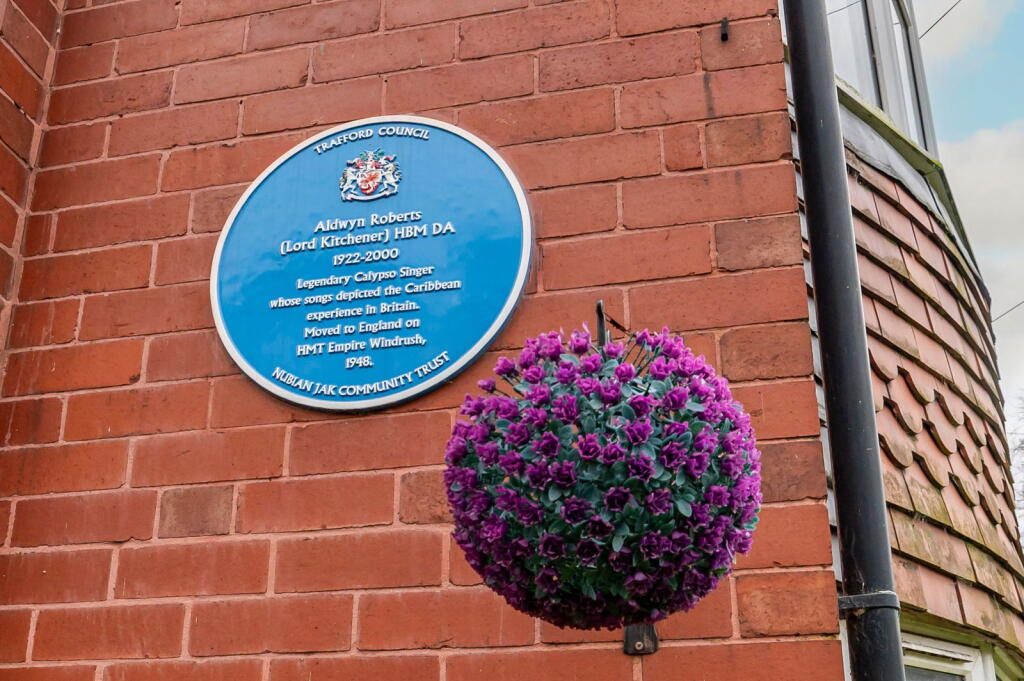 TRAFFORD COUNCIL
Aldwyn Roberts
(Lord Kitchener) HBM DA
1922-2000
Legendary Calypso Singer
whose songs depicted the Caribbean
experience in Britain.
Moved to England on
HMT Empire Windrush,
1948.
NUBIAN JAK COMMUNITY TRUST